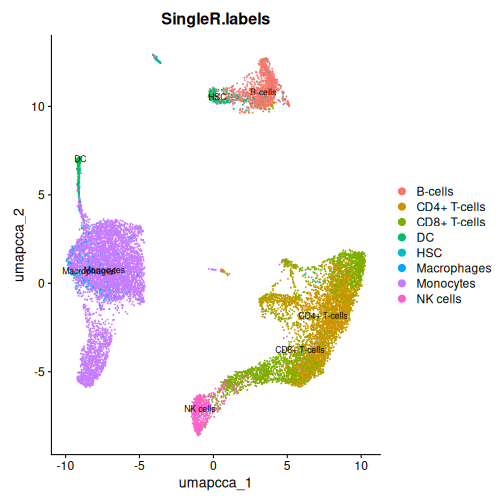 SingleR.labels
umapcca_2
10
5
0
-5
-10
-5
0
5
10
umapcca_1
DC
HSC
B-cells
Macrophages
Monocytes
CD4+ T-cells
CD8+ T-cells
NK cells
B-cells
CD4+ T-cells
CD8+ T-cells
DC
HSC
Macrophages
Monocytes
NK cells